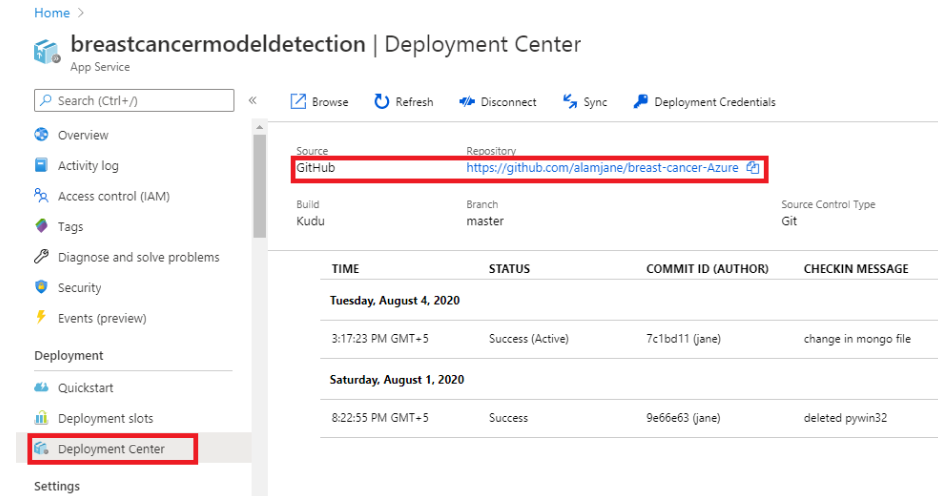 Home >
breastcancermodeldetection | Deployment Center
App Service
Search (Ctrl+/)
«
Browse
Refresh
Disconnect
Sync
Deployment Credentials
Overview
Activity log
Access control (IAM)
Tags
Diagnose and solve problems
Security
Events (preview)
Deployment
Quickstart
Deployment slots
Deployment Center
Settings
Source Repository
GitHub https://github.com/alamjane/breast-cancer-Azure
Build Branch Source Control Type
Kudu master Git
TIME STATUS COMMIT ID (AUTHOR) CHECKIN MESSAGE
Tuesday, August 4, 2020
3:17:23 PM GMT+5 Success (Active) 7c1bd11 (jane) change in mongo file
Saturday, August 1, 2020
8:22:55 PM GMT+5 Success 9e66e63 (jane) deleted pywin32